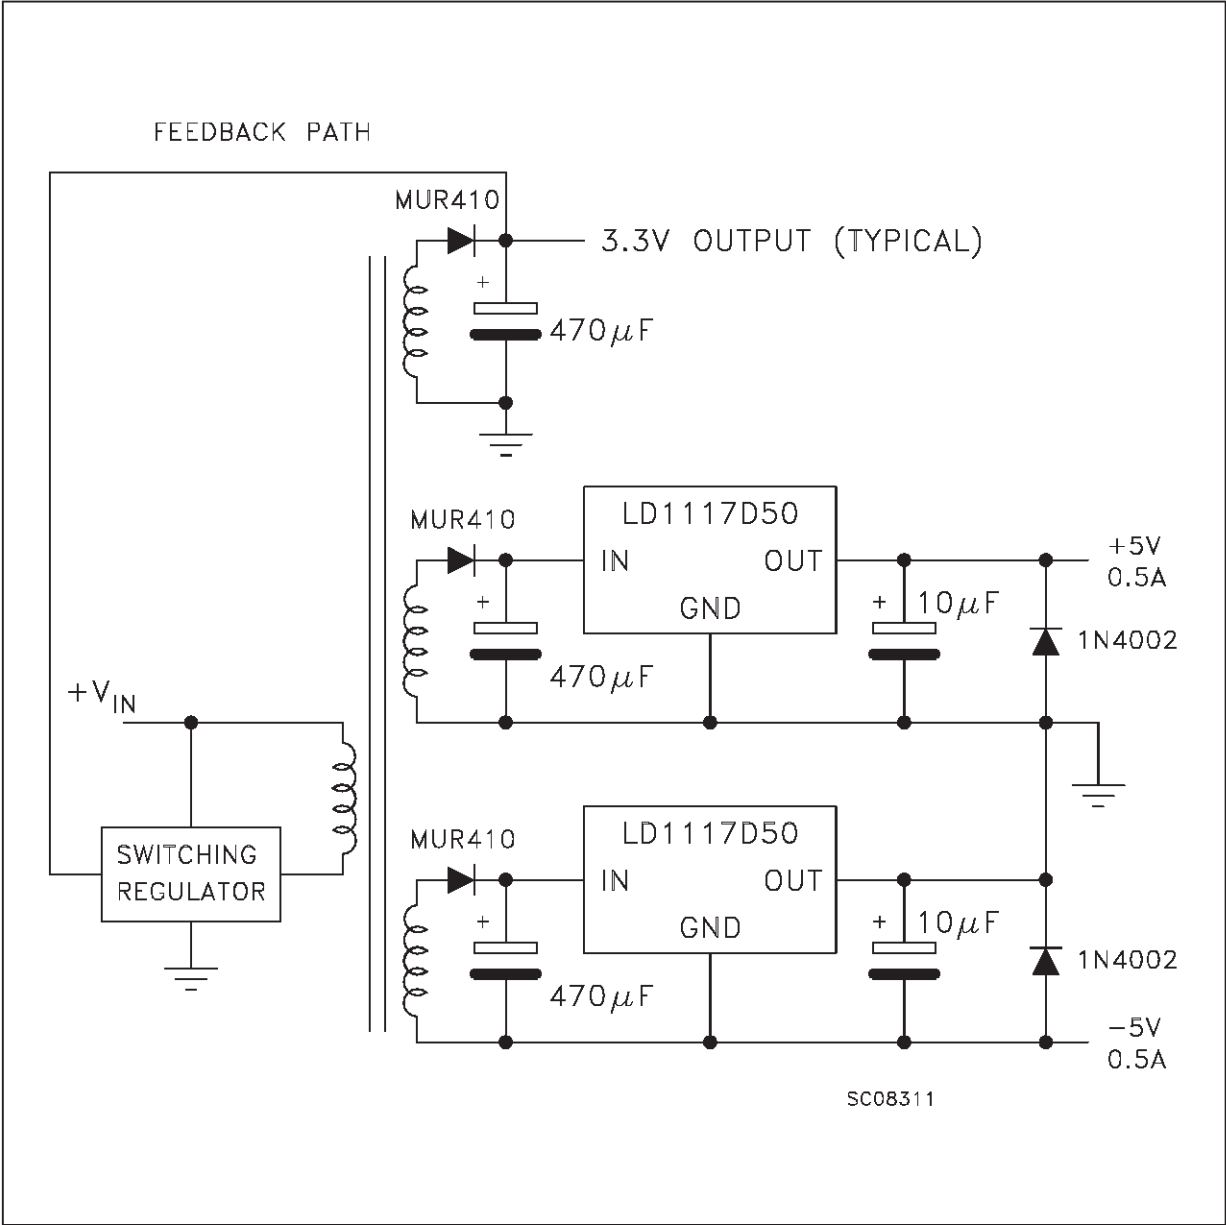 FEEDBACK PATH
MUR410
3.3V OUTPUT (TYPICAL)
+
470μF
LD1117D50
MUR410
IN
OUT
GND
+
470μF
+
10μF
+5V
0.5A
1N4002
+VIN
SWITCHING
REGULATOR
LD1117D50
MUR410
IN
OUT
GND
+
470μF
+
10μF
1N4002
-5V
0.5A
SC08311